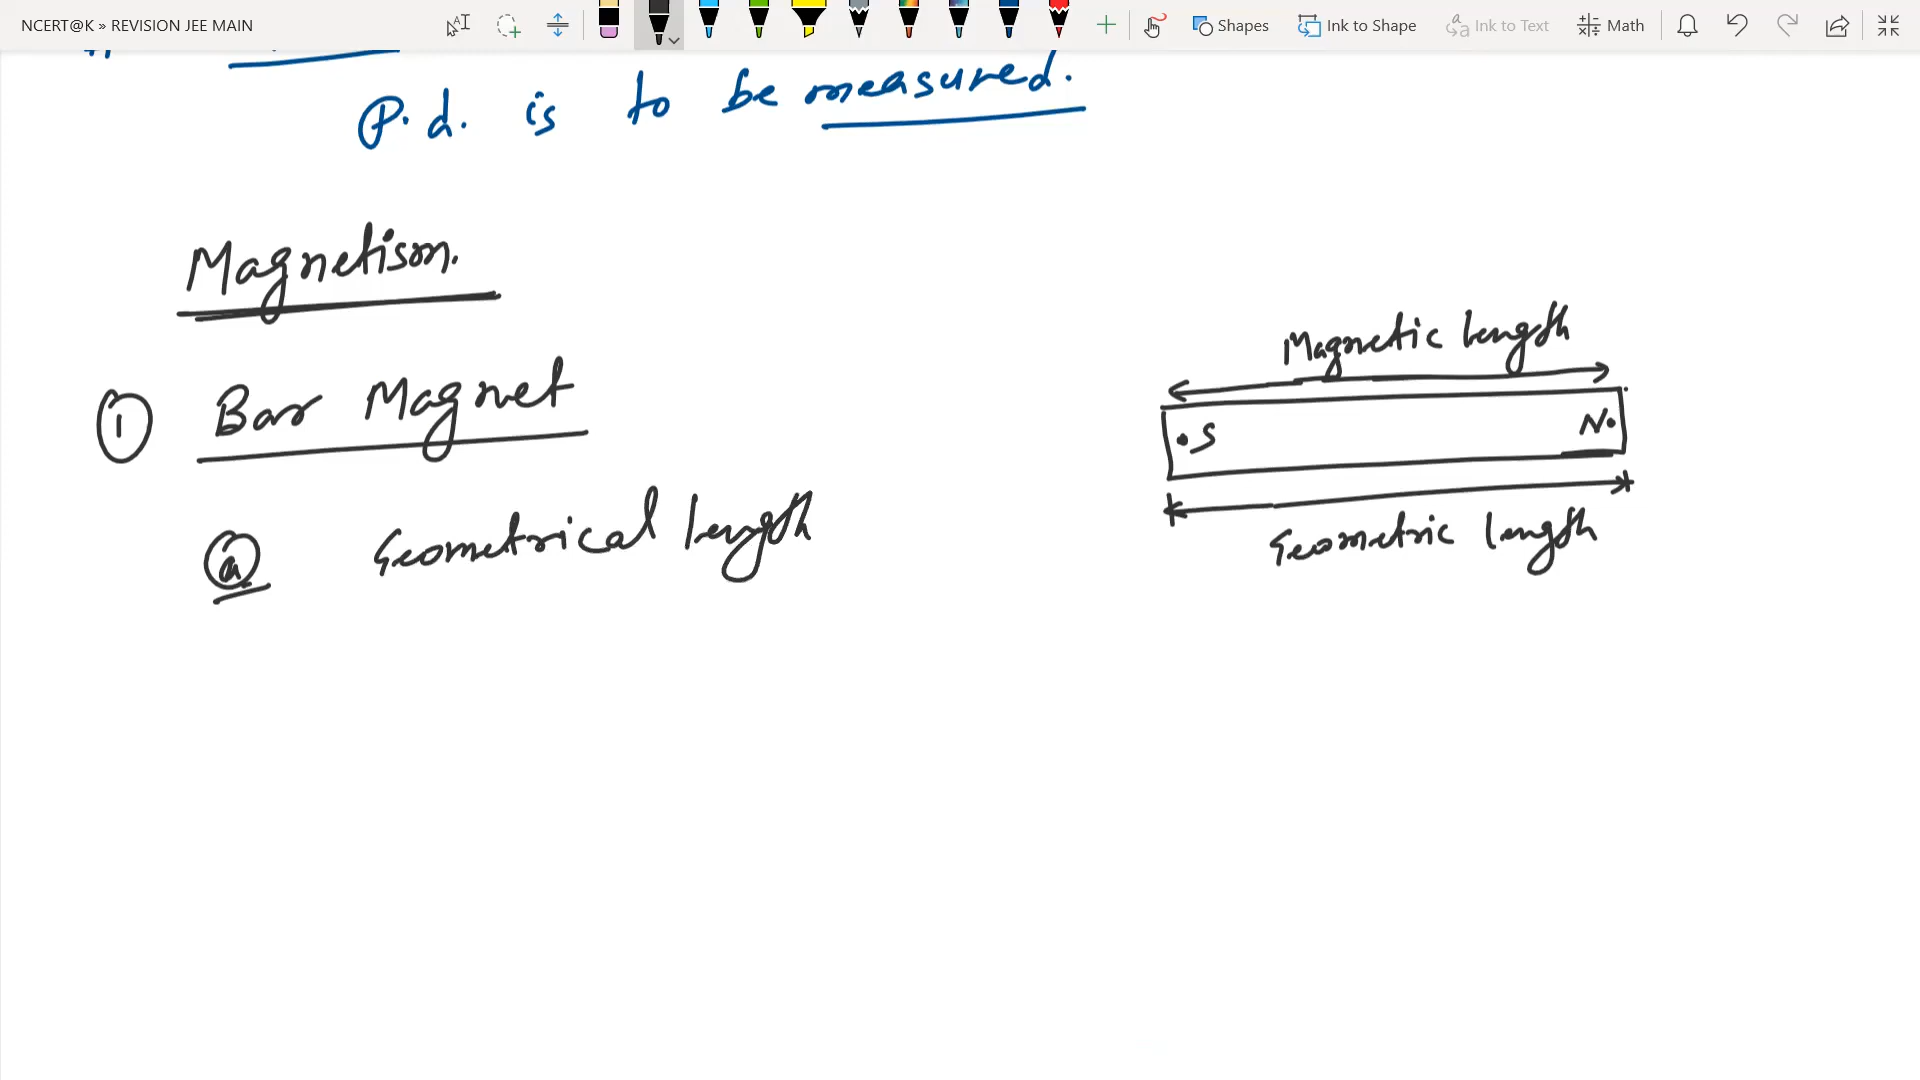 NCERT@K » REVISION JEE MAIN
Shapes
Ink to Shape
Ink to Text
Math
P.d. is to be measured.
Magnetism.
Magnetic length
1 Bar Magnet
.S N.
a Geometrical length
Geometric length